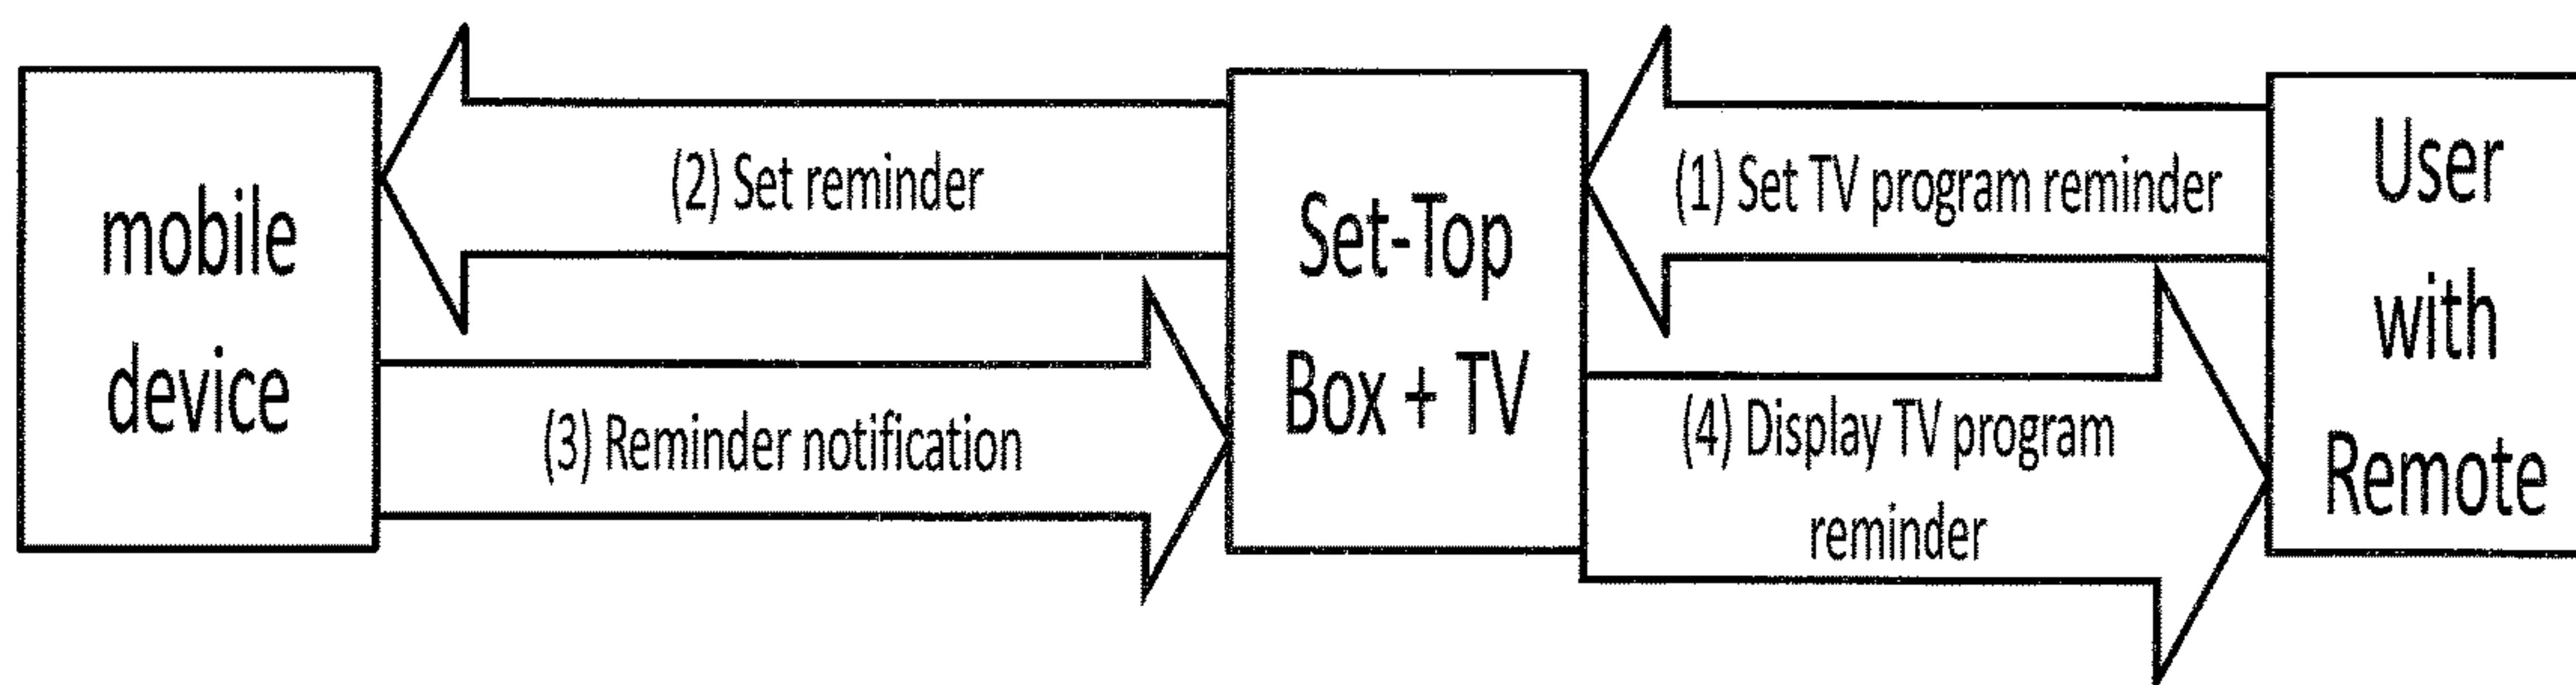 mobile
device
(2) Set reminder
(3) Reminder notification
Set-Top
Box + TV
(1) Set TV program reminder
(4) Display TV program
reminder
User
with
Remote